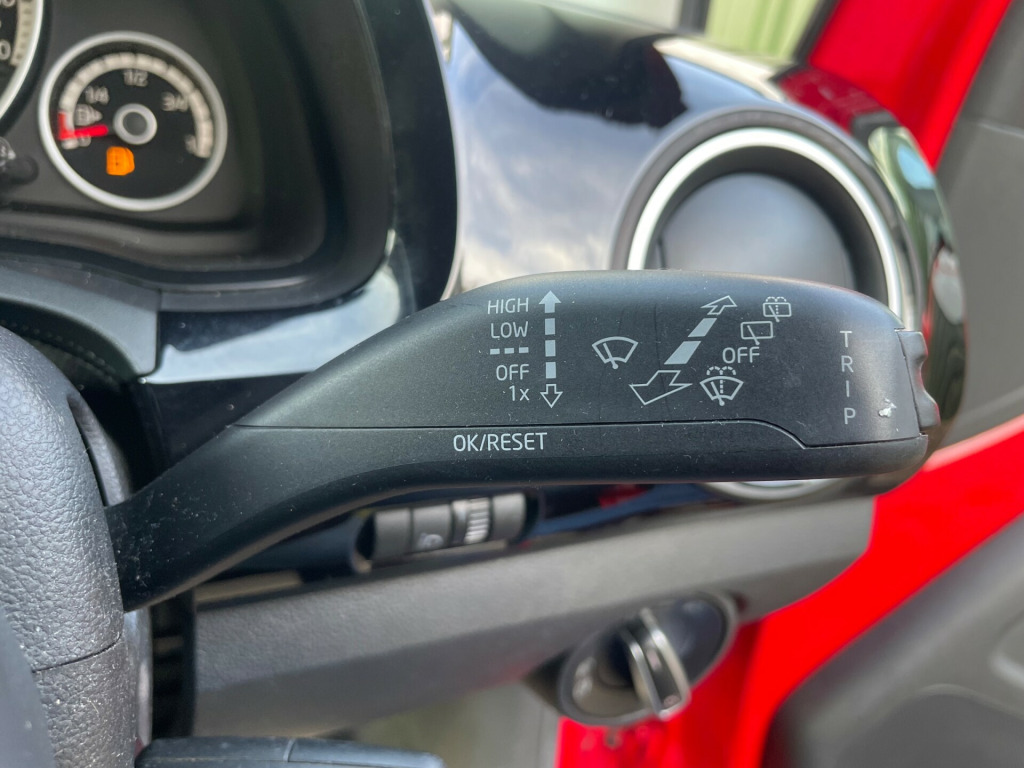 1/2
1/4
3/4
HIGH
LOW
OFF
1x
OFF
TRIP
OK/RESET